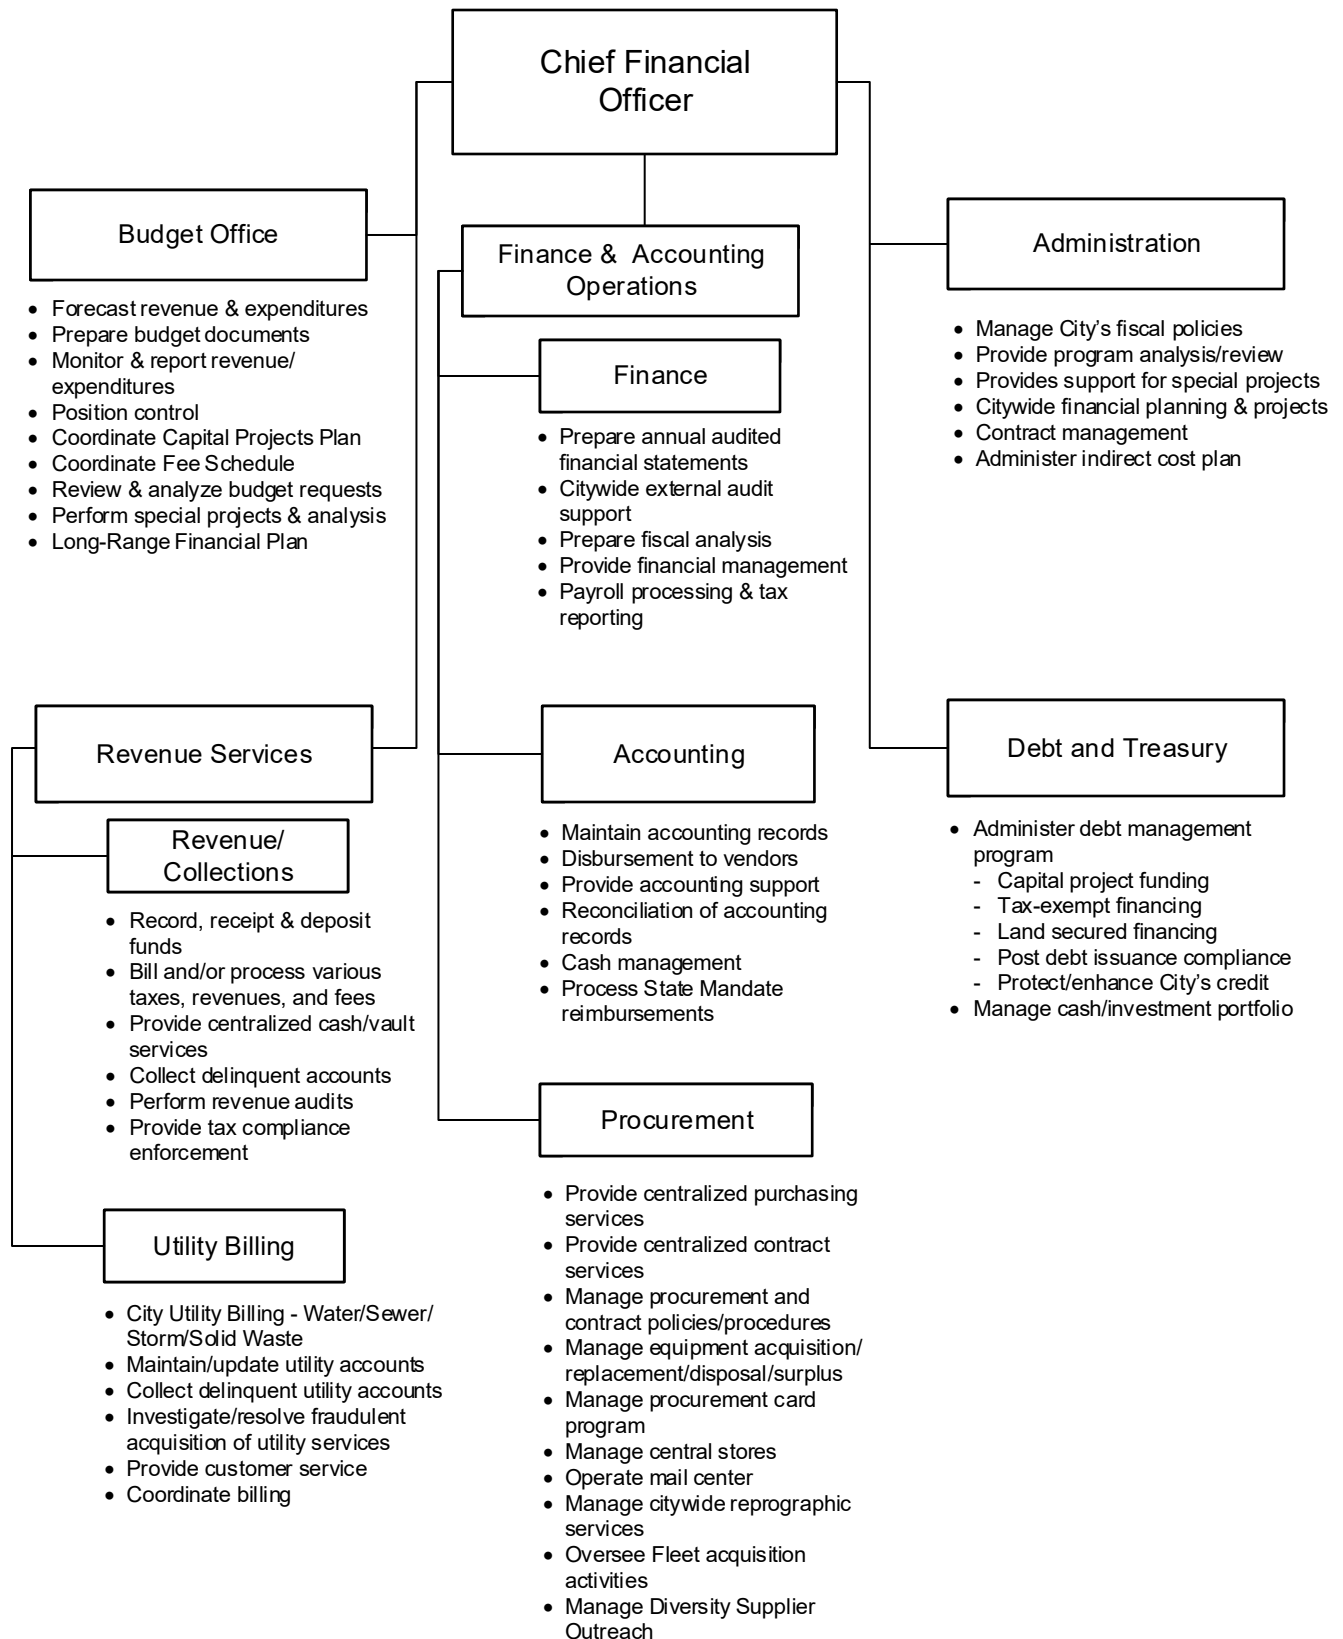 Chief Financial
Officer
Budget Office
• Forecast revenue & expenditures
• Prepare budget documents
• Monitor & report revenue/
expenditures
• Position control
• Coordinate Capital Projects Plan
• Coordinate Fee Schedule
• Review & analyze budget requests
• Perform special projects & analysis
• Long-Range Financial Plan
Finance & Accounting
Operations
Finance
• Prepare annual audited
financial statements
• Citywide external audit
support
• Prepare fiscal analysis
• Provide financial management
• Payroll processing & tax
reporting
Administration
• Manage City’s fiscal policies
• Provide program analysis/review
• Provides support for special projects
• Citywide financial planning & projects
• Contract management
• Administer indirect cost plan
Revenue Services
Revenue/
Collections
• Record, receipt & deposit
funds
• Bill and/or process various
taxes, revenues, and fees
• Provide centralized cash/vault
services
• Collect delinquent accounts
• Perform revenue audits
• Provide tax compliance
enforcement
Utility Billing
• City Utility Billing - Water/Sewer/
Storm/Solid Waste
• Maintain/update utility accounts
• Collect delinquent utility accounts
• Investigate/resolve fraudulent
acquisition of utility services
• Provide customer service
• Coordinate billing
Accounting
• Maintain accounting records
• Disbursement to vendors
• Provide accounting support
• Reconciliation of accounting
records
• Cash management
• Process State Mandate
reimbursements
Procurement
• Provide centralized purchasing
services
• Provide centralized contract
services
• Manage procurement and
contract policies/procedures
• Manage equipment acquisition/
replacement/disposal/surplus
• Manage procurement card
program
• Manage central stores
• Operate mail center
• Manage citywide reprographic
services
• Oversee Fleet acquisition
activities
• Manage Diversity Supplier
Outreach
Debt and Treasury
• Administer debt management
program
- Capital project funding
- Tax-exempt financing
- Land secured financing
- Post debt issuance compliance
- Protect/enhance City’s credit
• Manage cash/investment portfolio